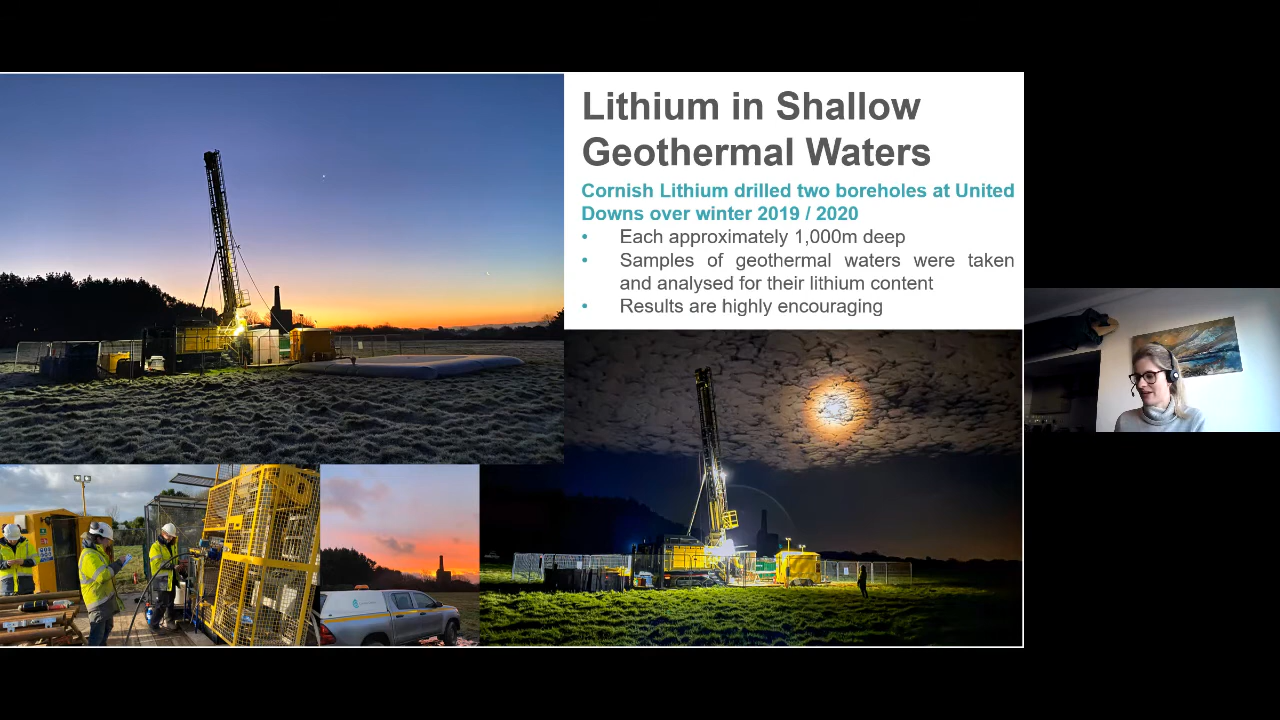 Lithium in Shallow
Geothermal Waters
Cornish Lithium drilled two boreholes at United
Downs over winter 2019 / 2020
• Each approximately 1,000m deep
• Samples of geothermal waters were taken
and analysed for their lithium content
• Results are highly encouraging